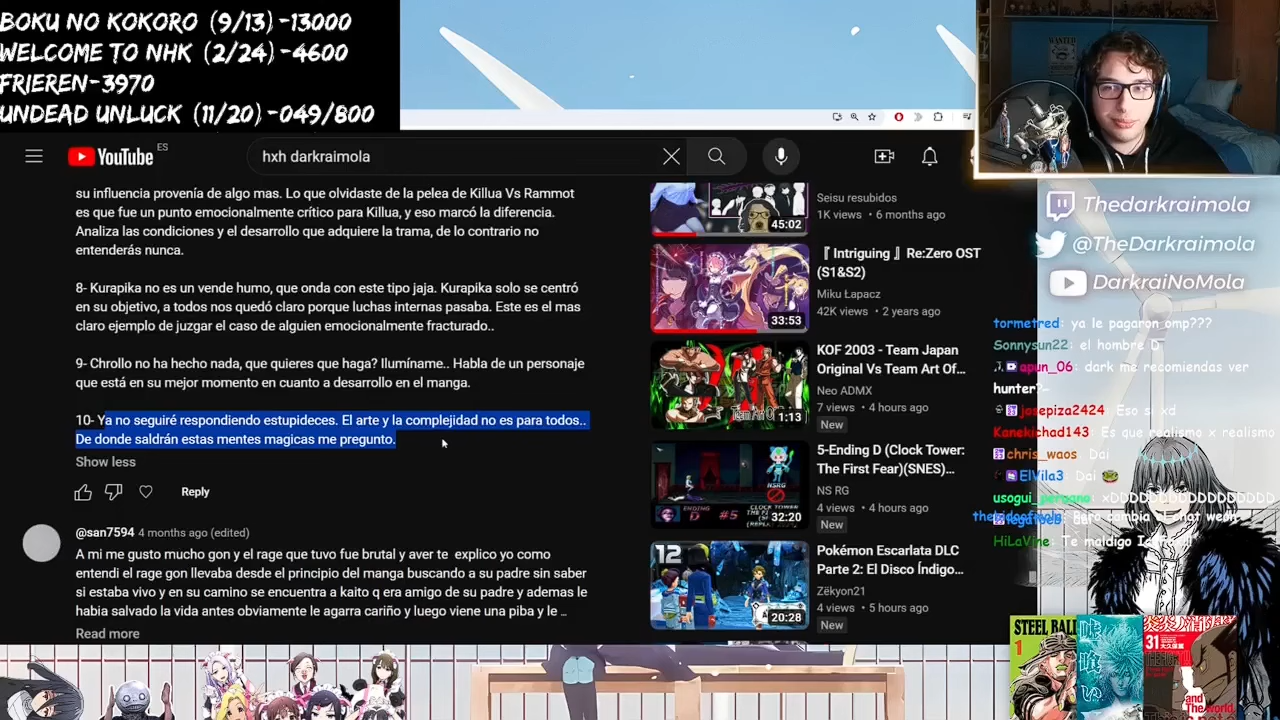 BOKU NO KOKORO (9/13) -13000
WELCOME TO NHK (2/24) -4600
FRIEREN-3970
UNDEAD UNLUCK (11/20) -049/800
YouTube ES
hxh darkraimola
su influencia provenía de algo mas. Lo que olvidaste de la pelea de Killua Vs Rammot
es que fue un punto emocionalmente crítico para Killua, y eso marcó la diferencia.
Analiza las condiciones y el desarrollo que adquiere la trama, de lo contrario no
entenderás nunca.
8- Kurapika no es un vende humo, que onda con este tipo jaja. Kurapika solo se centró
en su objetivo, a todos nos quedó claro porque luchas internas pasaba. Este es el mas
claro ejemplo de juzgar el caso de alguien emocionalmente fracturado..
9- Chrollo no ha hecho nada, que quieres que naga? Ilumíname.. Habla de un personaje
que está en su mejor momento en cuanto a desarrollo en el manga.
10- Ya no seguiré respondiendo estupideces. El arte y la complejidad no es para todos..
De donde saldrán estas mentes magicas me pregunto.
Show less
Reply
@san7594 4 months ago (edited)
A mi me gusto mucho gon y el rage que tuvo fue brutal y aver te explico yo como
entendi el rage gon llevaba desde el principio del manga buscando a su padre sin saber
si estaba vivo y en su camino se encuentra a kaito q era amigo de su padre y ademas le
habia salvado la vida antes obviamente le agarra cariño y luego viene una piba y le ..
Read more
45:02
Seisu resubidos
1K views • 6 months ago
33:53
『 Intriguing 』 Re:Zero OST
(S1&S2)
Miku Łapacz
42K views • 2 years ago
1:13
KOF 2003 - Team Japan
Original Vs Team Art Of...
Neo ADMX
7 views • 4 hours ago
New
ENDING
D
#5
32:20
5-Ending D (Clock Tower:
The First Fear)(SNES)...
NS RG
4 views • 4 hours ago
New
12
20:28
Pokémon Escarlata DLC
Parte 2: El Disco Índigo...
Zëkyon21
4 views • 5 hours ago
New
WANTED
Thedarkraimola
@TheDarkraimola
DarkraiNoMola
tormetred: ya le pagaron omp???
Sonnysun22: el hombre D
apun_06: dark me recomiendas ver
hunter?-
josepiza2424: Eso si xd
Kanekichad143: Es que realismo x realismo
chris_waos: Dai
ElVila3: Dai
usogui_peruano: xDDDDDDDDDDDDDDDDDD
HiLaVine: Te maldigo
STEEL BALL
1
嘘喰い
31
and
The world